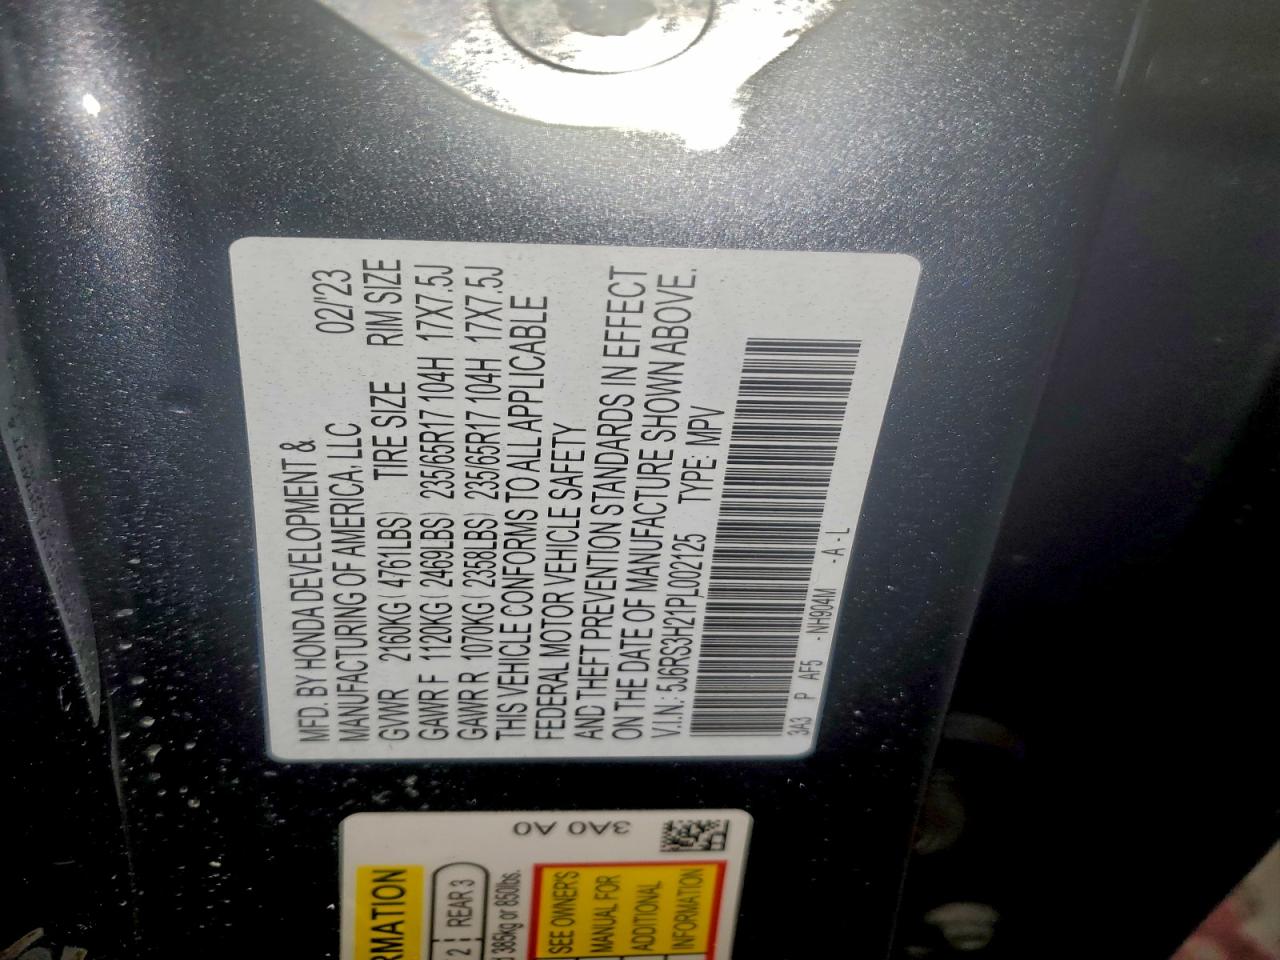 MFD. BY HONDA DEVELOPMENT &
MANUFACTURING OF AMERICA, LLC 02/'23
GVWR 2160KG ( 4761LBS) TIRE SIZE RIM SIZE
GAWR F 1120KG ( 2469LBS) 235/65R17 104H 17X7.5J
GAWR R 1070KG ( 2358LBS) 235/65R17 104H 17X7.5J
THIS VEHICLE CONFORMS TO ALL APPLICABLE
FEDERAL MOTOR VEHICLE SAFETY
AND THEFT PREVENTION STANDARDS IN EFFECT
ON THE DATE OF MANUFACTURE SHOWN ABOVE.
V.I.N.: 5J6RS3H21PL002125 TYPE: MPV
3A3 P AF5 - NH904M - A - L
3A0 A0
RMATION
2 REAR 3
385kg or 850lbs.
SEE OWNER'S
MANUAL FOR
ADDITIONAL
INFORMATION